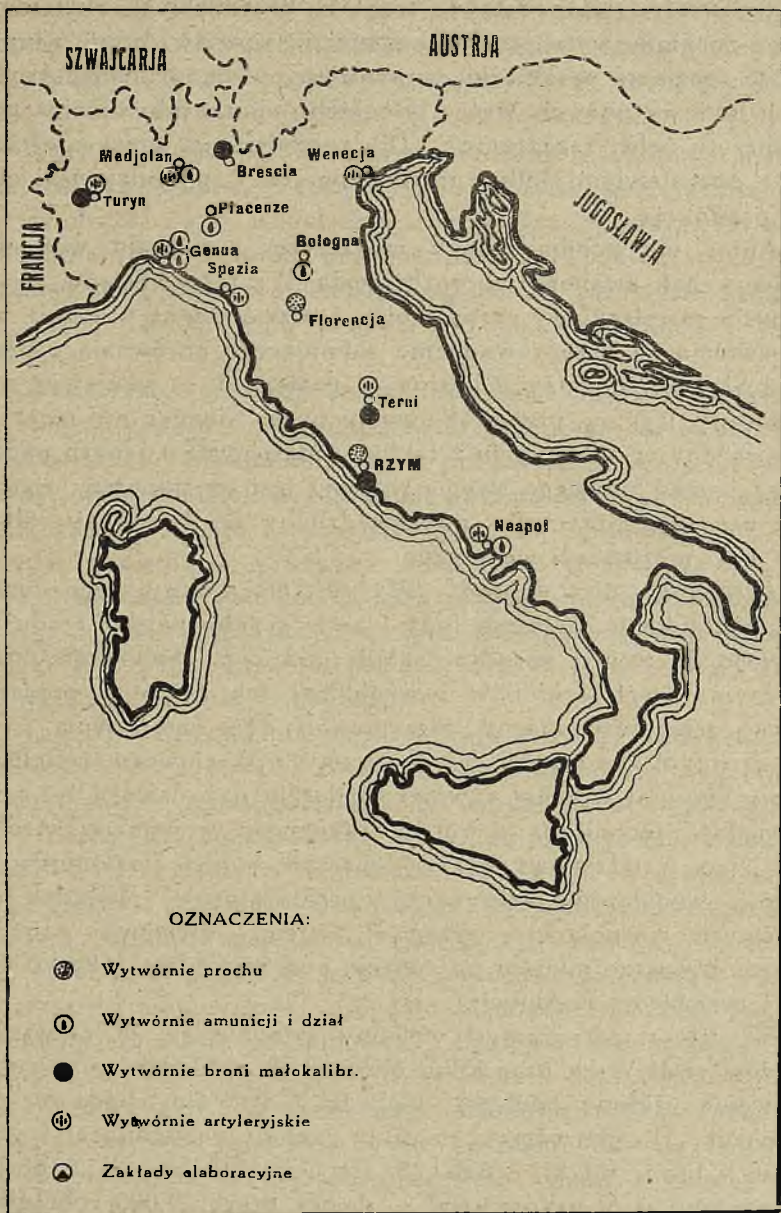 SZWAJCARJA
AUSTRJA
Medjolan
Brescia
Wenecja
Turyn
Piacenze
JUGOSŁAWJA
FRANCJA
Genua
Bologna
Spezia
Florencja
Terni
RZYM
Neapol
OZNACZENIA:
Wytwórnie prochu
Wytwórnie amunicji i dział
Wytwórnie broni małokalibr.
Wytwórnie artyleryjskie
Zakłady elaboracyjne